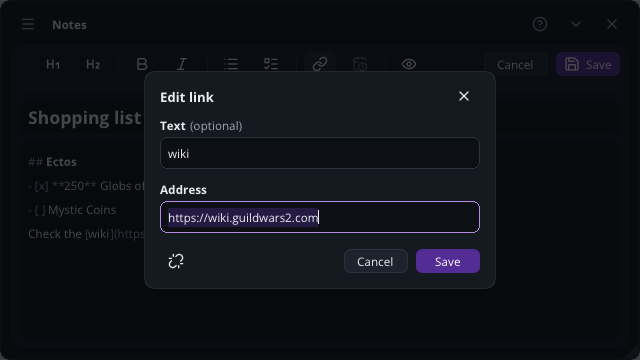 Notes
H1 H2 B I Cancel Save
Shopping list
## Ectos
- [x] **250** Globs of
- [ ] Mystic Coins
Check the [wiki](https
Edit link
Text (optional)
wiki
Address
https://wiki.guildwars2.com
Cancel Save